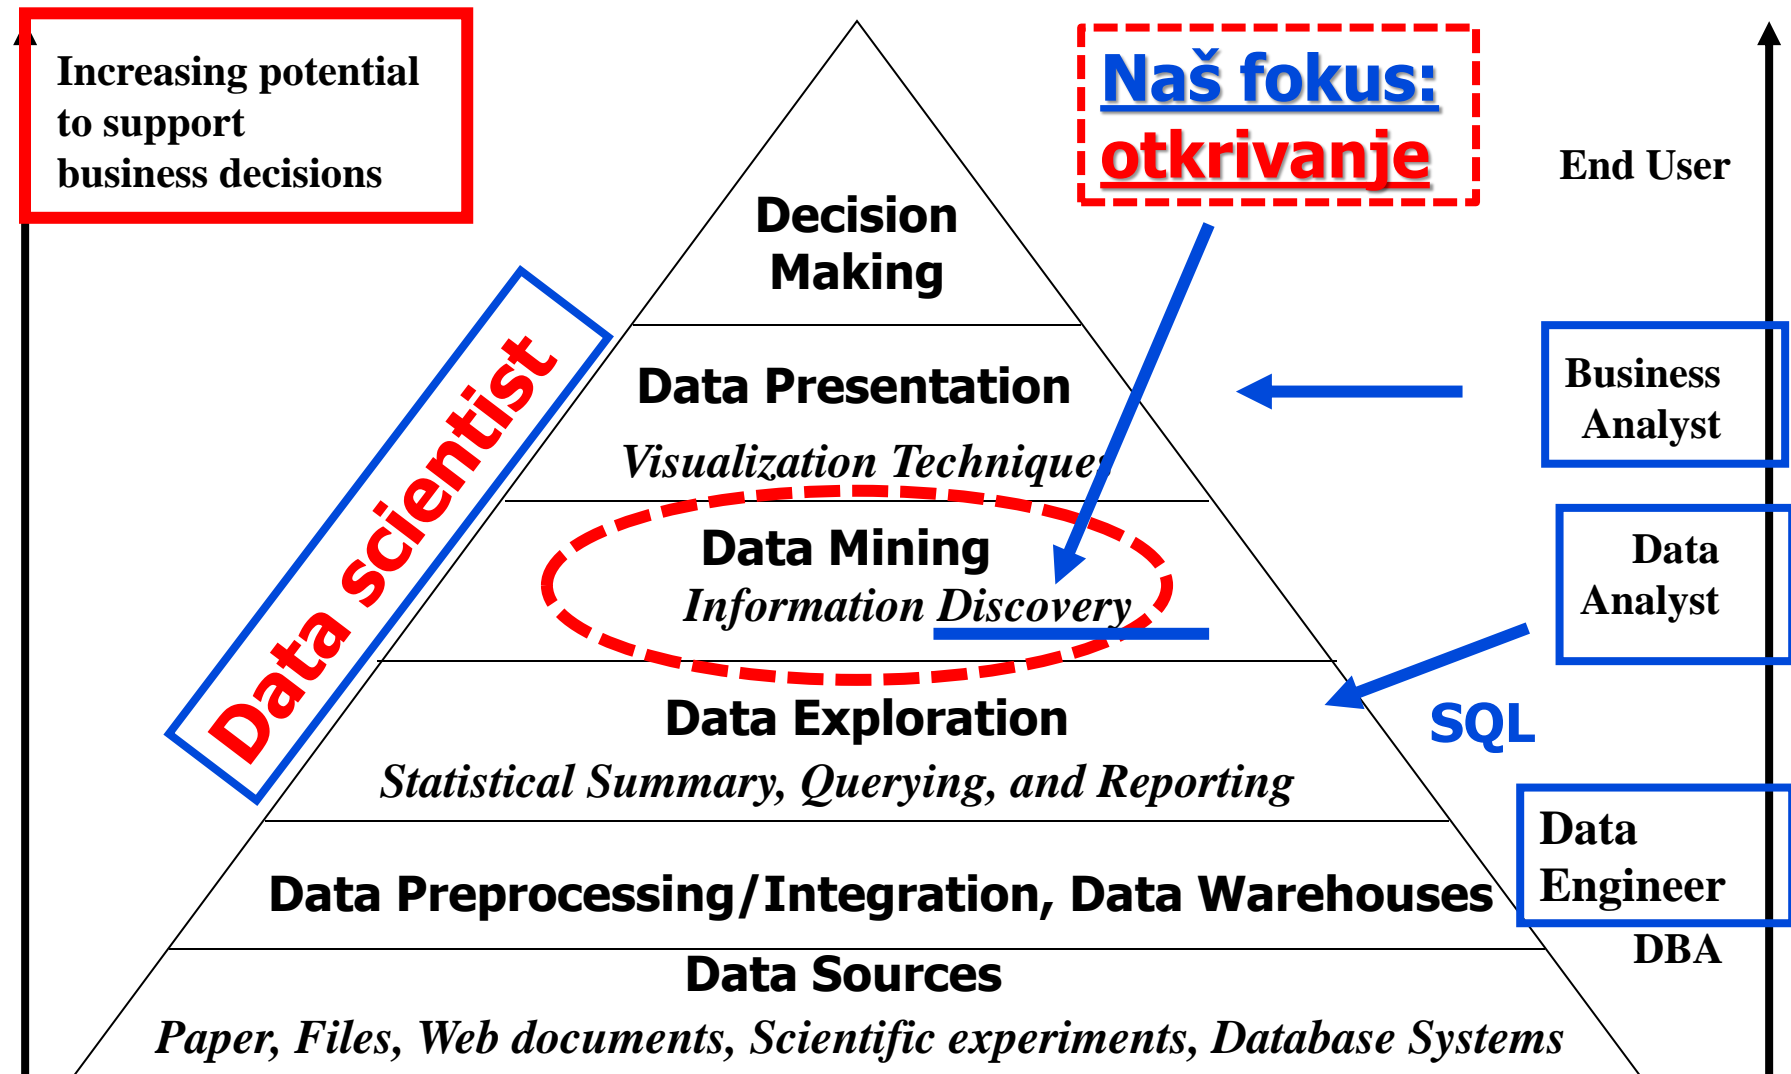 Increasing potential
to support
business decisions
Naš fokus:
otkrivanje
End User
Decision
Making
Data scientist
Data Presentation
Visualization Techniques
Business
Analyst
Data Mining
Information Discovery
Data
Analyst
Data Exploration
SQL
Statistical Summary, Querying, and Reporting
Data
Engineer
Data Preprocessing/Integration, Data Warehouses
DBA
Data Sources
Paper, Files, Web documents, Scientific experiments, Database Systems